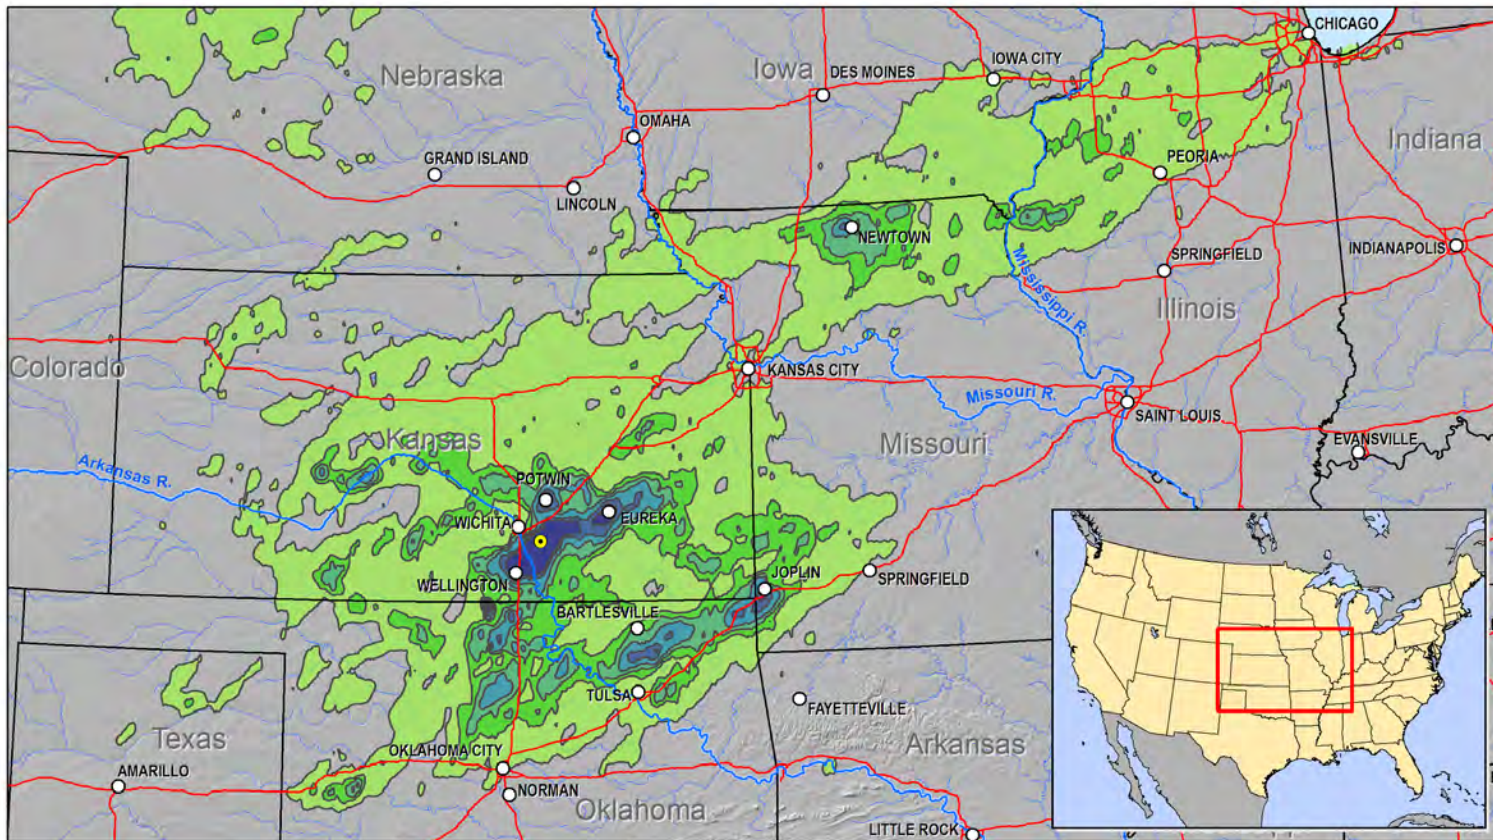 CHICAGO
Nebraska
Iowa
DES MOINES
IOWA CITY
OMAHA
Indiana
GRAND ISLAND
PEORIA
LINCOLN
NEWTOWN
INDIANAPOLIS
SPRINGFIELD
Mississippi R.
Illinois
Colorado
KANSAS CITY
Missouri R.
SAINT LOUIS
Kansas
Missouri
EVANSVILLE
Arkansas R.
POTWIN
WICHITA
EUREKA
WELLINGTON
JOPLIN
SPRINGFIELD
BARTLESVILLE
TULSA
FAYETTEVILLE
Texas
OKLAHOMA CITY
Arkansas
AMARILLO
NORMAN
Oklahoma
LITTLE ROCK